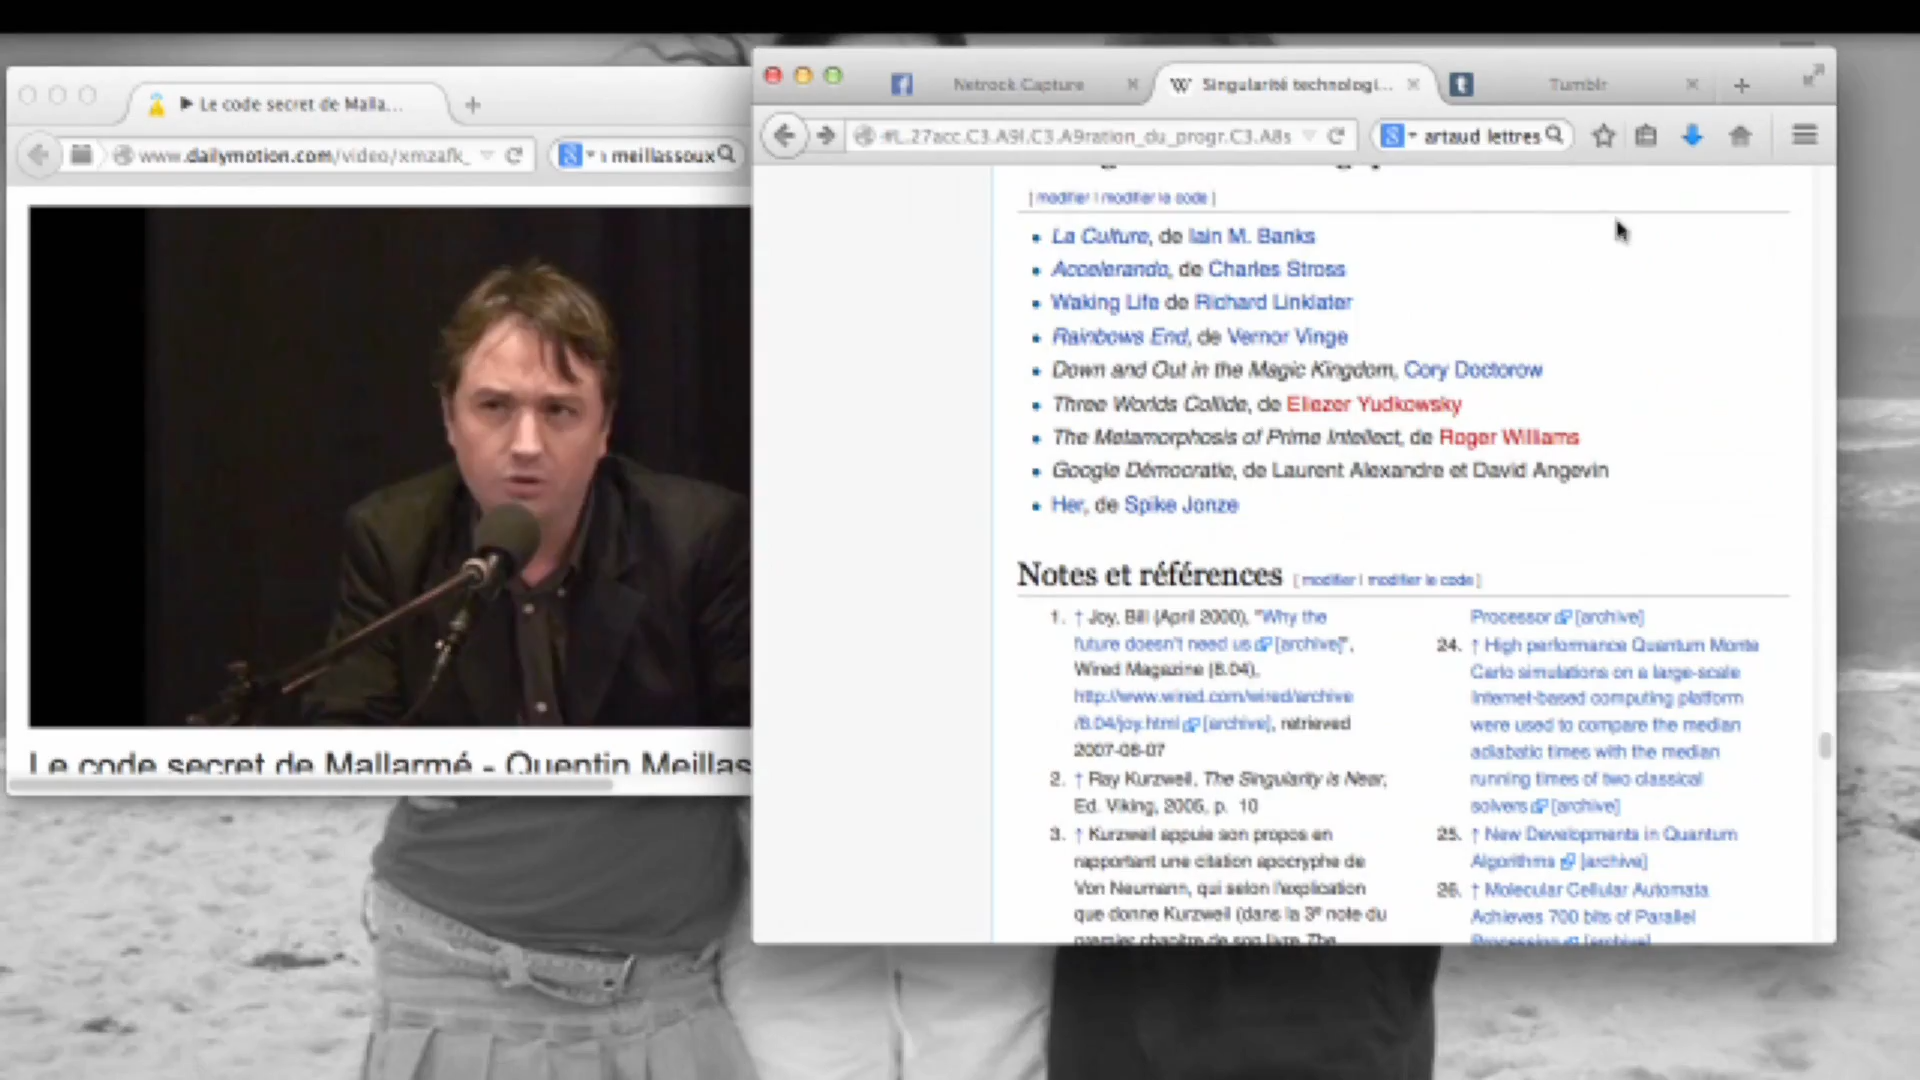 ▶ Le code secret de Malla...
www.dailymotion.com/video/xmzafk_
meillassoux
Le code secret de Mallarmé - Quentin Meillas
Netrock Capture
Singularité technologi...
Tumblr
#L..27acc.C3.A9l.C3.A9ration_du_progr.C3.A8s
artaud lettres
[ modifier | modifier le code ]
La Culture, de Iain M. Banks
Accelerando, de Charles Stross
Waking Life de Richard Linklater
Rainbows End, de Vernor Vinge
Down and Out in the Magic Kingdom, Cory Doctorow
Three Worlds Collide, de Eliezer Yudkowsky
The Metamorphosis of Prime Intellect, de Roger Williams
Google Démocratie, de Laurent Alexandre et David Angevin
Her, de Spike Jonze
Notes et références [ modifier | modifier le code ]
1. ↑ Joy, Bill (April 2000), "Why the
future doesn't need us [archive]",
Wired Magazine (8.04),
http://www.wired.com/wired/archive
/8.04/joy.html [archive], retrieved
2007-08-07
2. ↑ Ray Kurzweil, The Singularity is Near,
Ed. Viking, 2005, p. 10
3. ↑ Kurzweil appuie son propos en
rapportant une citation apocryphe de
Von Neumann, qui selon l'explication
que donne Kurzweil (dans la 3e note du
premier chapitre de son livre The
Processor [archive]
24. ↑ High performance Quantum Monte
Carlo simulations on a large-scale
Internet-based computing platform
were used to compare the median
adiabatic times with the median
running times of two classical
solvers [archive]
25. ↑ New Developments in Quantum
Algorithms [archive]
26. ↑ Molecular Cellular Automata
Achieves 700 bits of Parallel
Processing [archive]